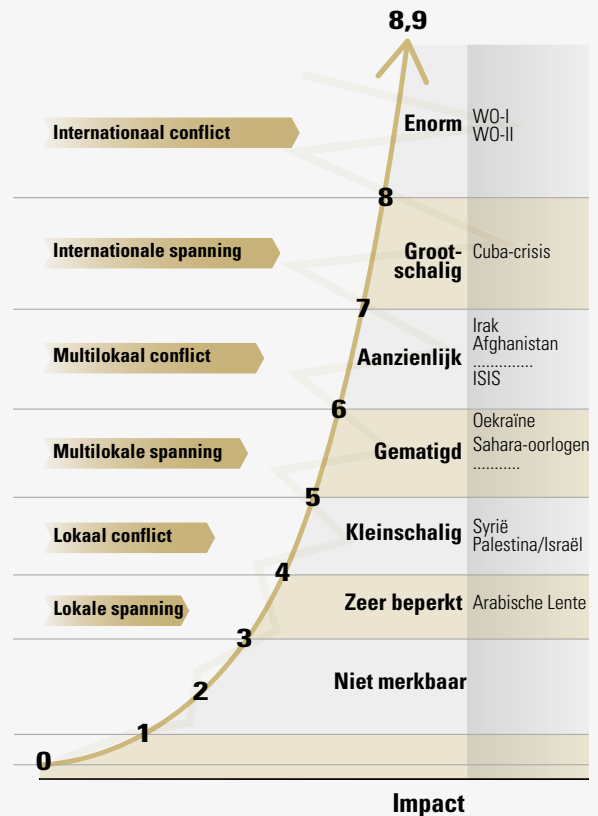 8,9
Internationaal conflict
Enorm
WO-I
WO-II
8
Internationale spanning
Groot-
schalig
Cuba-crisis
7
Multilokaal conflict
Aanzienlijk
Irak
Afghanistan
..............
ISIS
6
Multilokale spanning
Gematigd
Oekraïne
Sahara-oorlogen
...........
5
Lokaal conflict
Kleinschalig
Syrië
Palestina/Israël
4
Lokale spanning
Zeer beperkt
Arabische Lente
3
2
Niet merkbaar
1
0
Impact